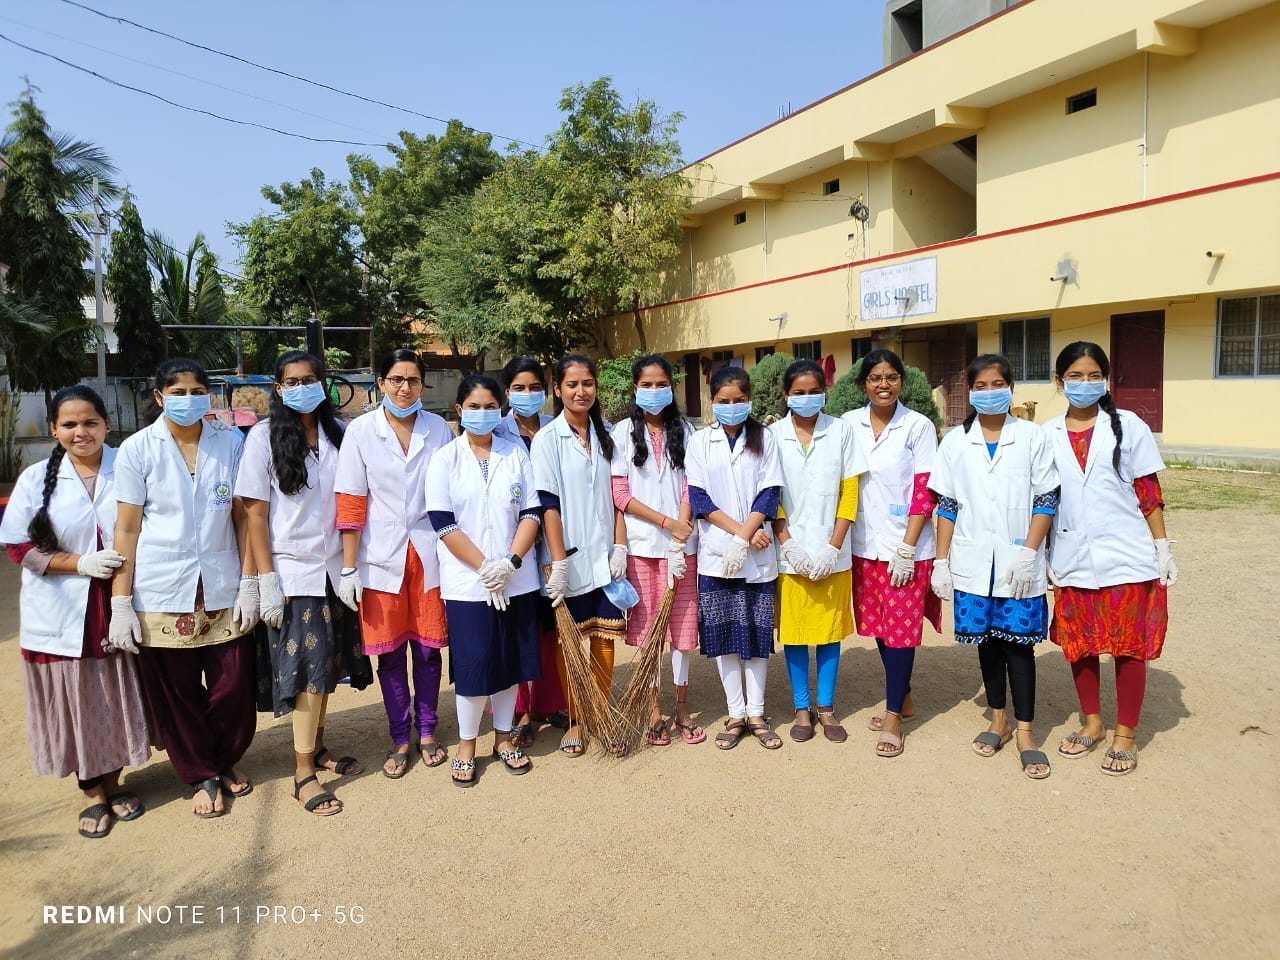 GIRLS HOSTEL
REDMI NOTE 11 PRO+ 5G